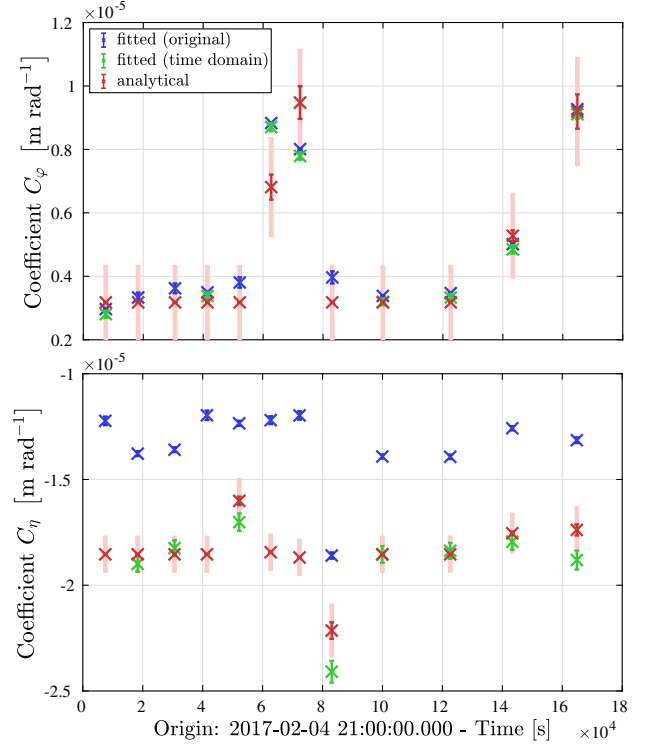 ×10⁻⁵
1.2
fitted (original)
fitted (time domain)
analytical
1
0.8
0.6
0.4
0.2
Coefficient C_φ [m rad⁻¹]
×10⁻⁵
-1
-1.5
-2
-2.5
Coefficient C_η [m rad⁻¹]
0 2 4 6 8 10 12 14 16 18
Origin: 2017-02-04 21:00:00.000 - Time [s] ×10⁴